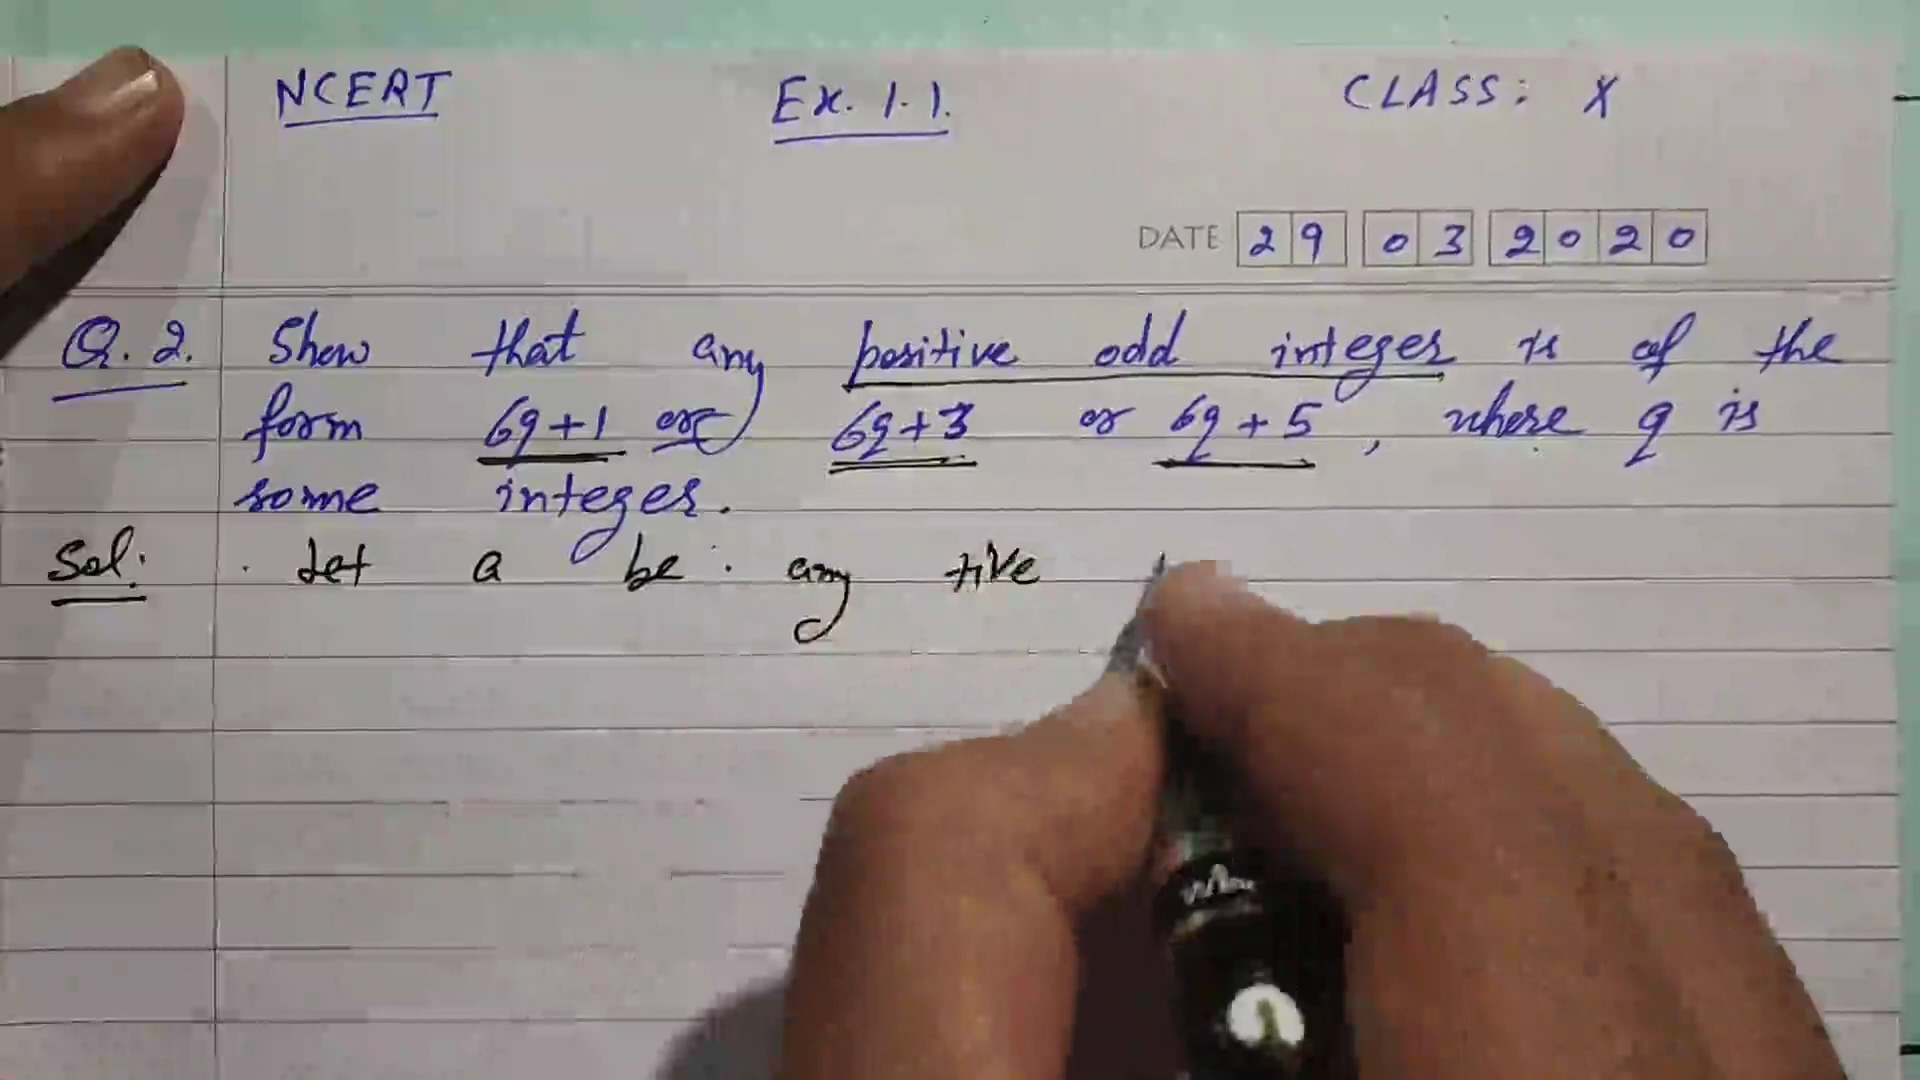 NCERT Ex. 1.1. CLASS: X
DATE 29 03 2020
Q. 2. Show that any positive odd integer is of the
form 6q+1 or 6q+3 or 6q+5, where q is
some integer.
Sol: Let a be any +ive